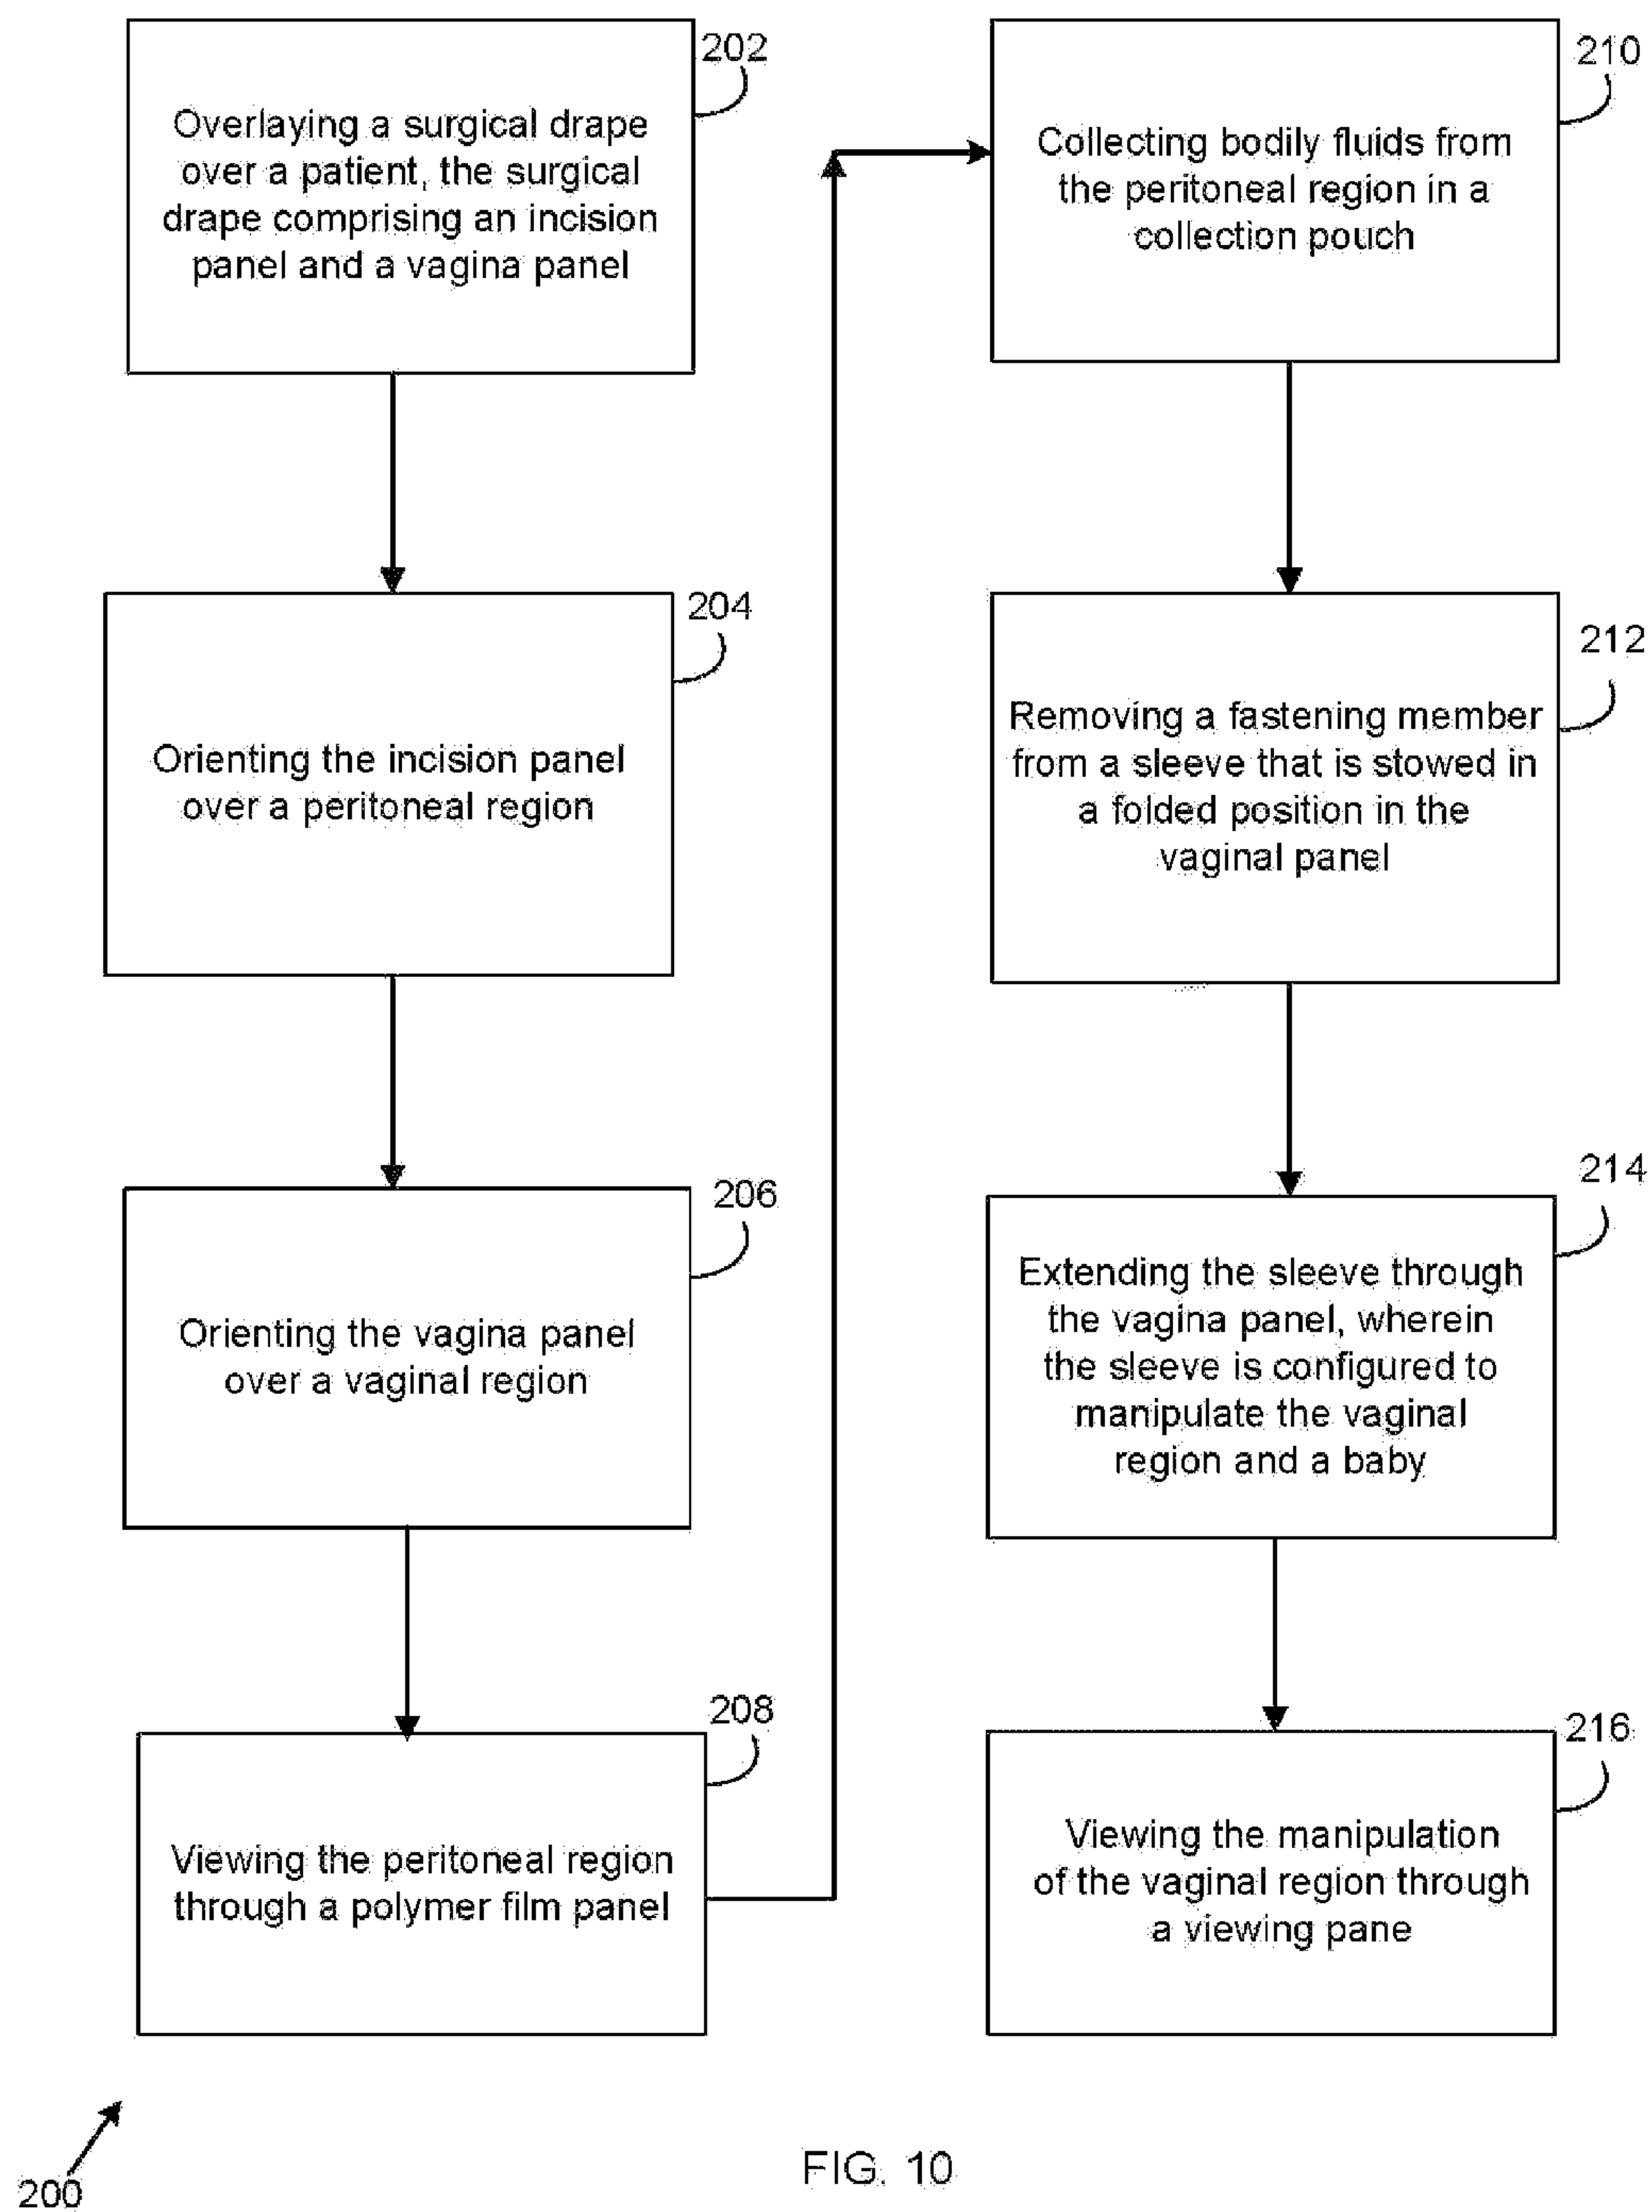 202
Overlaying a surgical drape
over a patient, the surgical
drape comprising an incision
panel and a vagina panel
204
Orienting the incision panel
over a peritoneal region
206
Orienting the vagina panel
over a vaginal region
208
Viewing the peritoneal region
through a polymer film panel
210
Collecting bodily fluids from
the peritoneal region in a
collection pouch
212
Removing a fastening member
from a sleeve that is stowed in
a folded position in the
vaginal panel
214
Extending the sleeve through
the vagina panel, wherein
the sleeve is configured to
manipulate the vaginal
region and a baby
216
Viewing the manipulation
of the vaginal region through
a viewing pane
200
FIG. 10